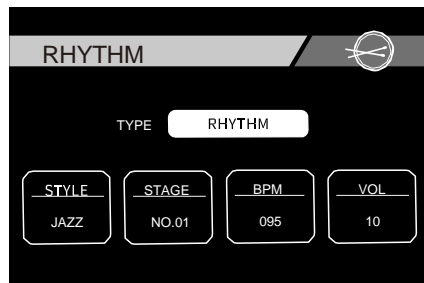 RHYTHM
TYPE RHYTHM
STYLE STAGE BPM VOL
JAZZ NO.01 095 10